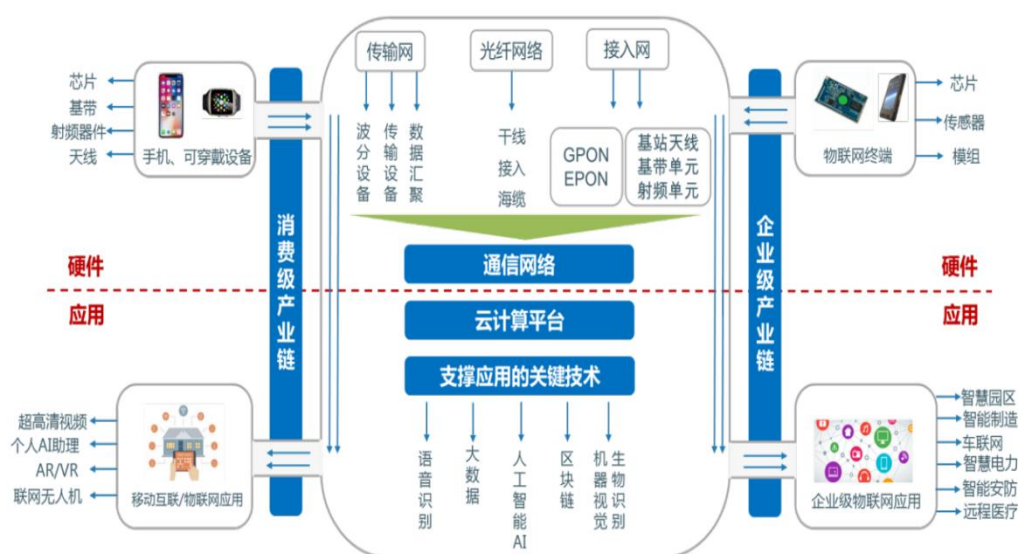 传输网
光纤网络
接入网
芯片
基带
射频器件
天线
手机、可穿戴设备
波分设备
传输设备
数据汇聚
干线
接入
海缆
GPON
EPON
基站天线
基带单元
射频单元
物联网终端
芯片
传感器
模组
消费级产业链
企业级产业链
硬件
应用
通信网络
云计算平台
支撑应用的关键技术
硬件
应用
超高清视频
个人AI助理
AR/VR
联网无人机
移动互联/物联网应用
语音识别
大数据
人工智能AI
区块链
机器视觉
生物识别
企业级物联网应用
智慧园区
智能制造
车联网
智慧电力
智能安防
远程医疗